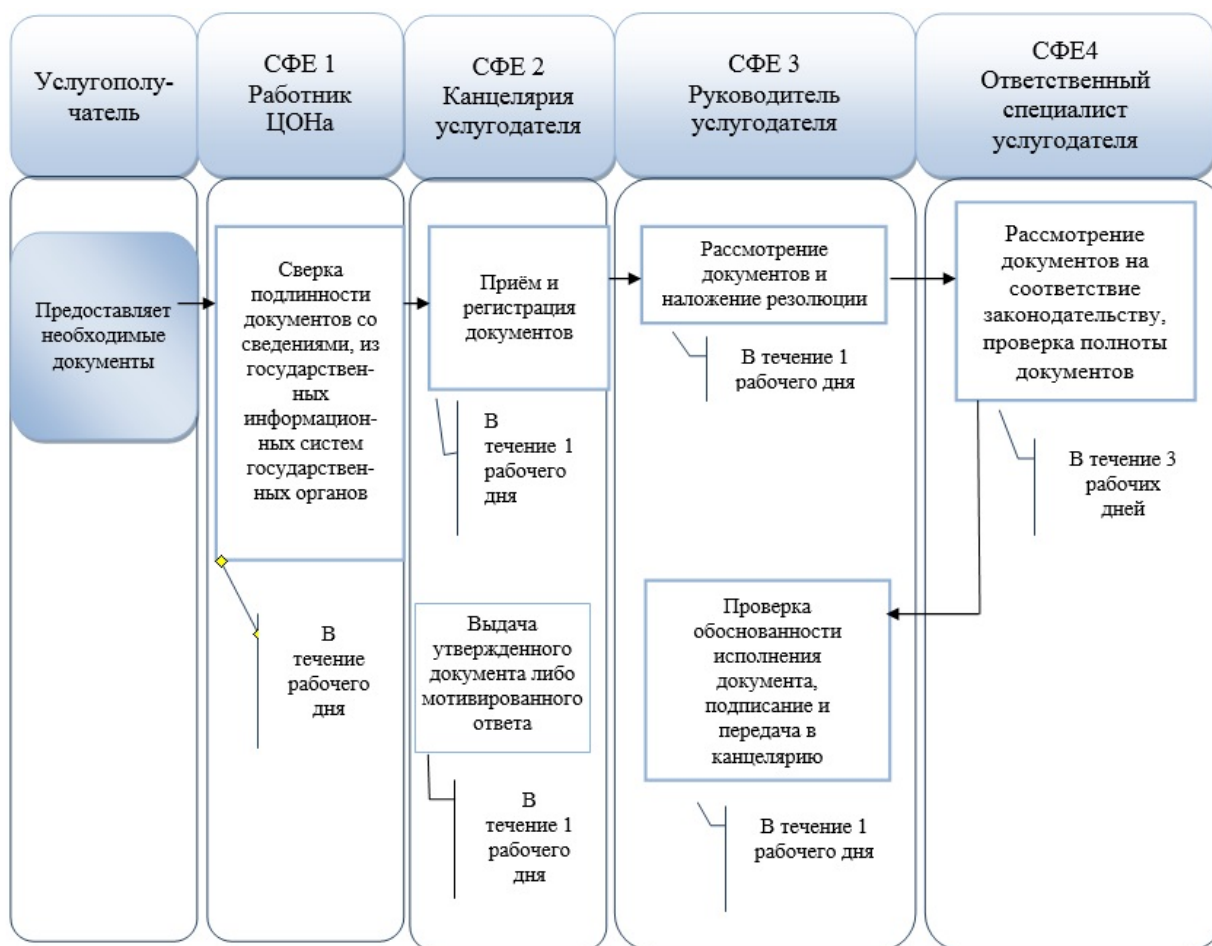 Услугополу-
чатель
СФЕ 1
Работник
ЦОНа
СФЕ 2
Канцелярия
услугодателя
СФЕ 3
Руководитель
услугодателя
СФЕ4
Ответственный
специалист
услугодателя
Предоставляет
необходимые
документы
Сверка
подлинности
документов со
сведениями, из
государствен-
ных
информацион-
ных систем
государствен-
ных органов
В
течение
рабочего
дня
Приём и
регистрация
документов
В
течение 1
рабочего
дня
Рассмотрение
документов и
наложение резолюции
В течение 1
рабочего дня
Рассмотрение
документов на
соответствие
законодательству,
проверка полноты
документов
В течение 3
рабочих
дней
Проверка
обоснованности
исполнения
документа,
подписание и
передача в
канцелярию
В течение 1
рабочего дня
Выдача
утвержденного
документа либо
мотивированного
ответа
В
течение 1
рабочего
дня